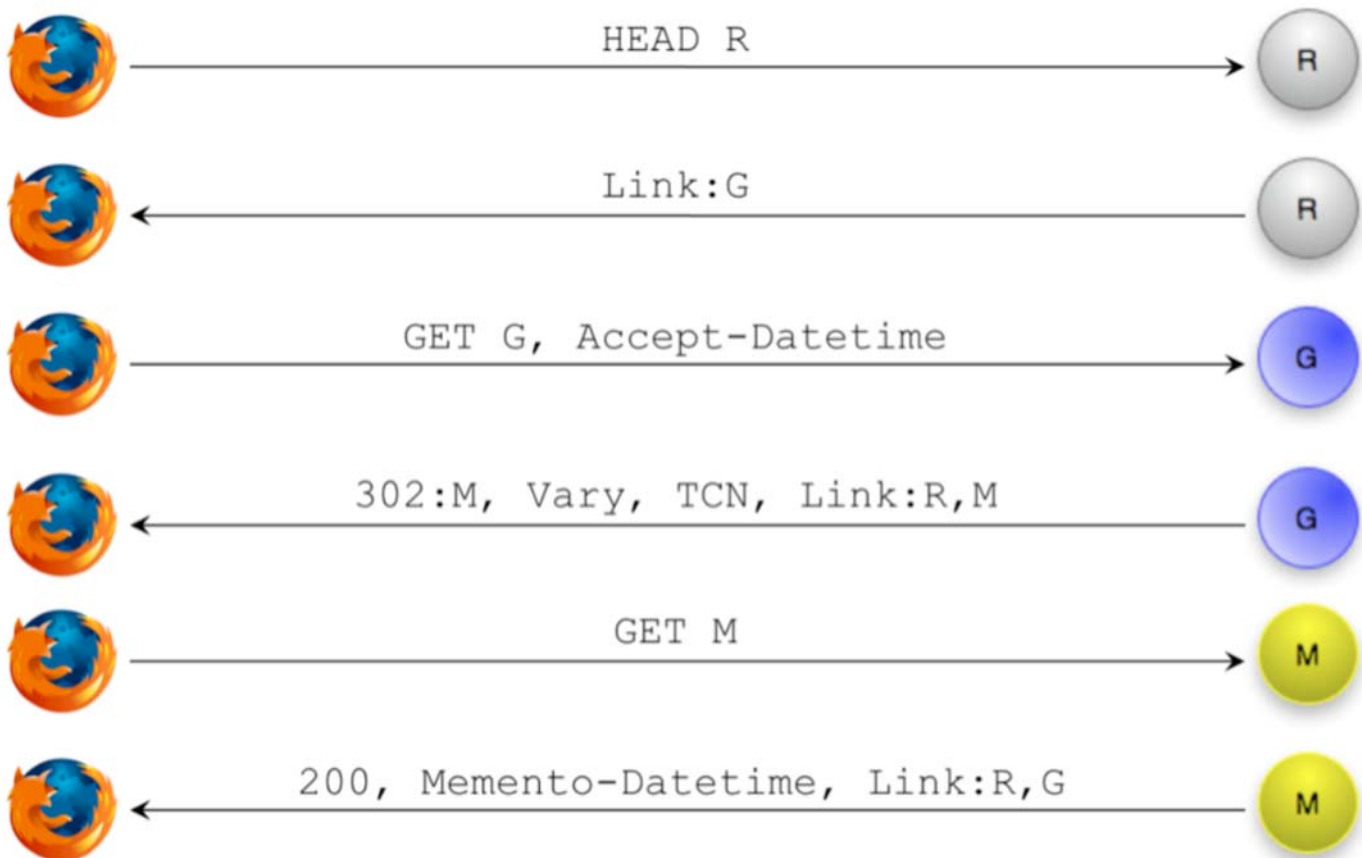 HEAD R
R
Link:G
R
GET G, Accept-Datetime
G
302:M, Vary, TCN, Link:R,M
G
GET M
M
200, Memento-Datetime, Link:R,G
M